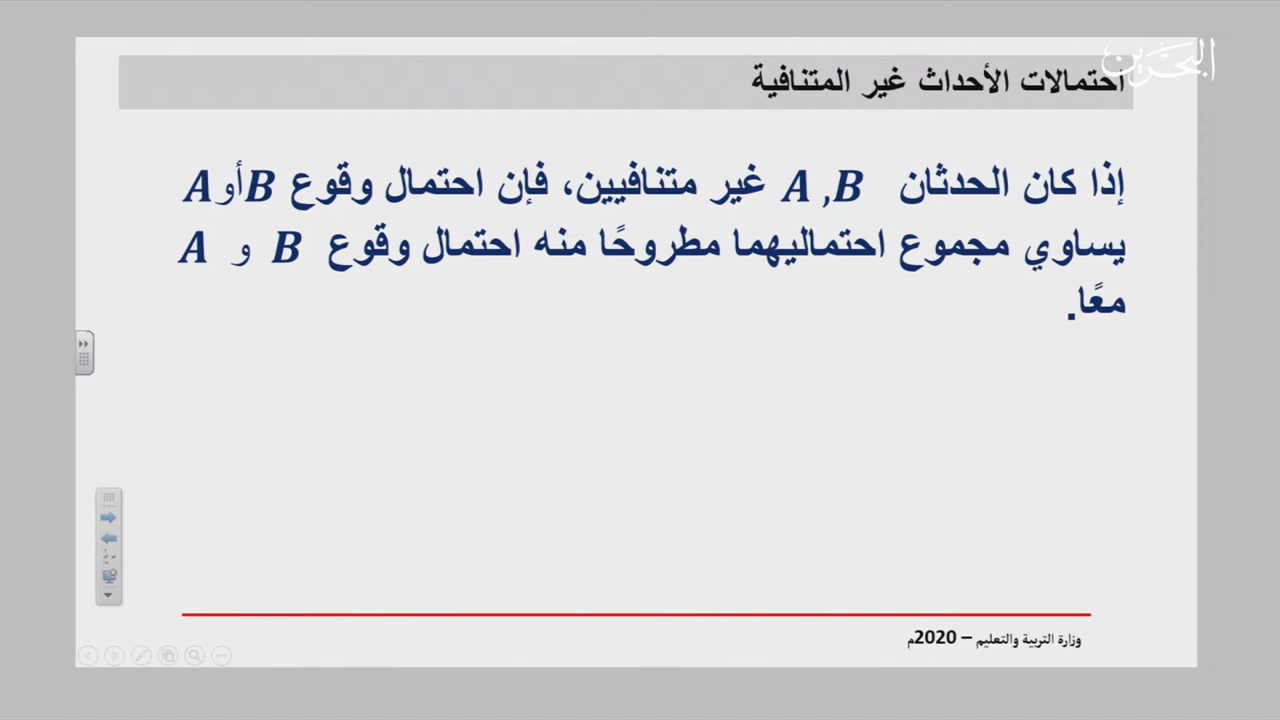 البحرين
احتمالات الأحداث غير المتنافية
إذا كان الحدثان A ,B غير متنافيين، فإن احتمال وقوع B أو A
يساوي مجموع احتماليهما مطروحًا منه احتمال وقوع B و A
معًا.
وزارة التربية والتعليم – 2020م